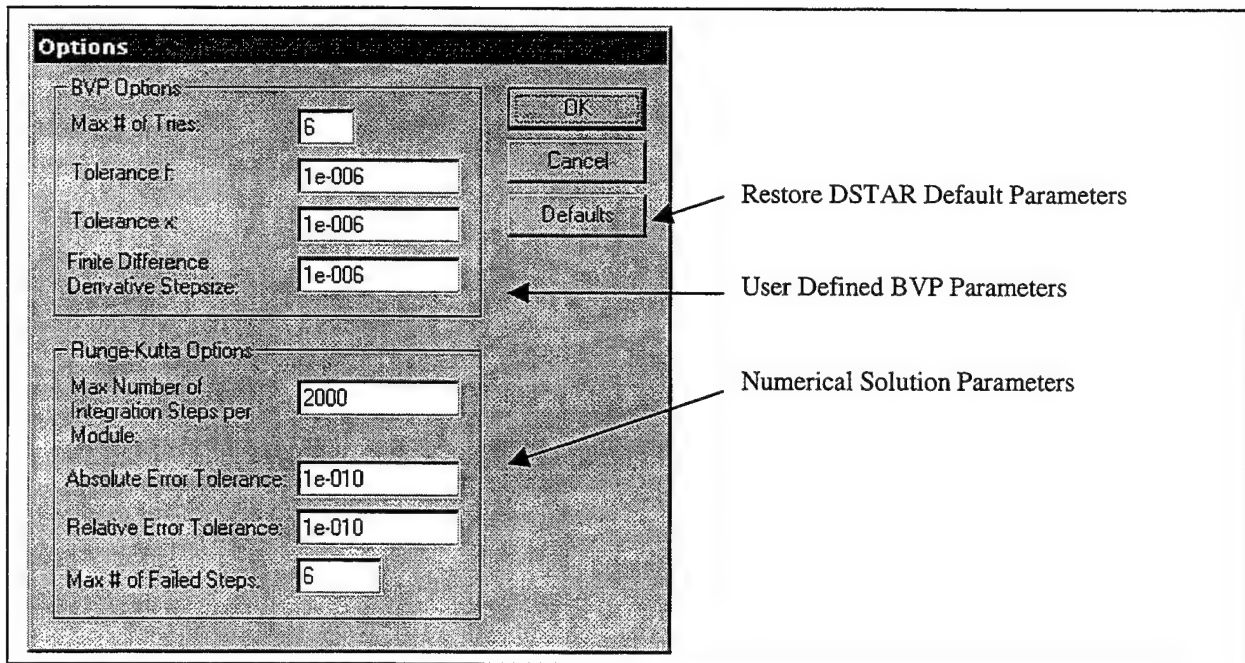 Options
BVP Options
Max # of Tries:
6
Tolerance f:
1e-006
Tolerance x:
1e-006
Finite Difference
Derivative Stepsize:
1e-006
OK
Cancel
Defaults
Restore DSTAR Default Parameters
User Defined BVP Parameters
Runge-Kutta Options
Max Number of
Integration Steps per
Module:
2000
Absolute Error Tolerance:
1e-010
Relative Error Tolerance:
1e-010
Max # of Failed Steps:
6
Numerical Solution Parameters